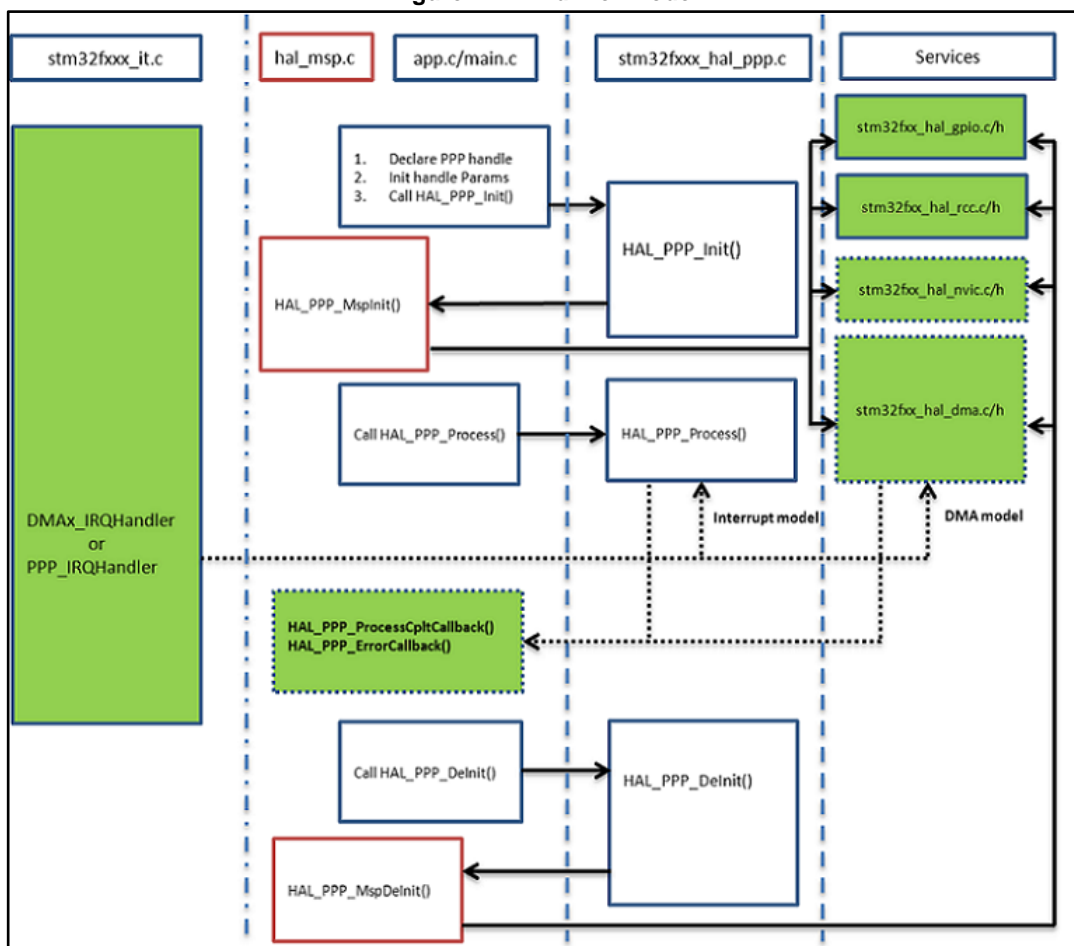 stm32fxxx_it.c
hal_msp.c
app.c/main.c
stm32fxxx_hal_ppp.c
Services
stm32fxx_hal_gpio.c/h
1. Declare PPP handle
2. Init handle Params
3. Call HAL_PPP_Init()
stm32fxx_hal_rcc.c/h
HAL_PPP_Init()
stm32fxx_hal_nvic.c/h
HAL_PPP_MspInit()
stm32fxx_hal_dma.c/h
Call HAL_PPP_Process()
HAL_PPP_Process()
Interrupt model
DMA model
DMAx_IRQHandler
or
PPP_IRQHandler
HAL_PPP_ProcessCpltCallback()
HAL_PPP_ErrorCallback()
Call HAL_PPP_DeInit()
HAL_PPP_DeInit()
HAL_PPP_MspDeInit()